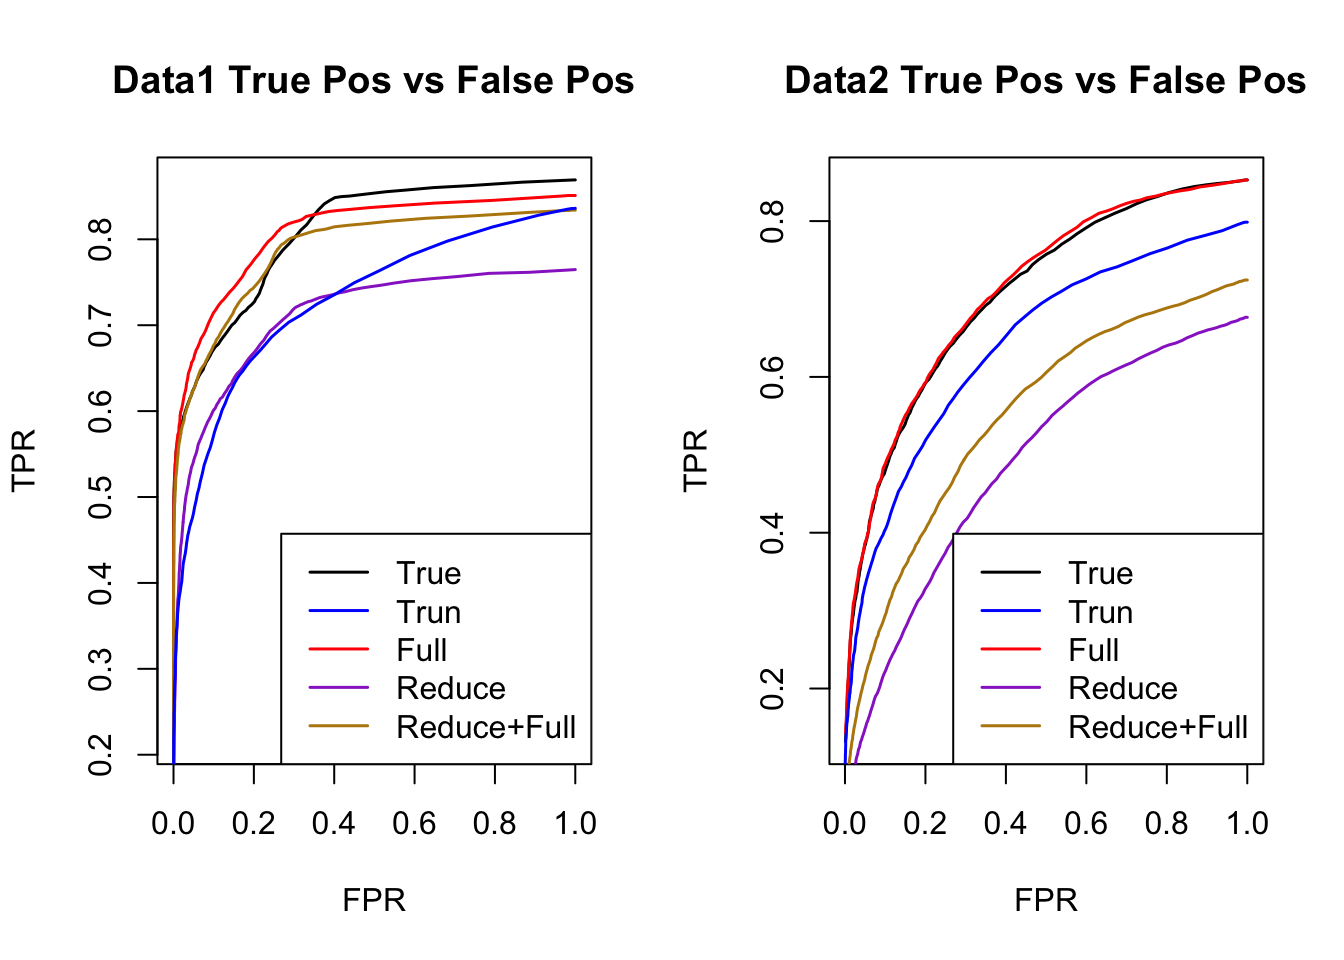 Data1 True Pos vs False Pos
TPR
0.8
0.7
0.6
0.5
0.4
0.3
0.2
True
Trun
Full
Reduce
Reduce+Full
0.0 0.2 0.4 0.6 0.8 1.0
FPR
Data2 True Pos vs False Pos
TPR
0.8
0.6
0.4
0.2
True
Trun
Full
Reduce
Reduce+Full
0.0 0.2 0.4 0.6 0.8 1.0
FPR